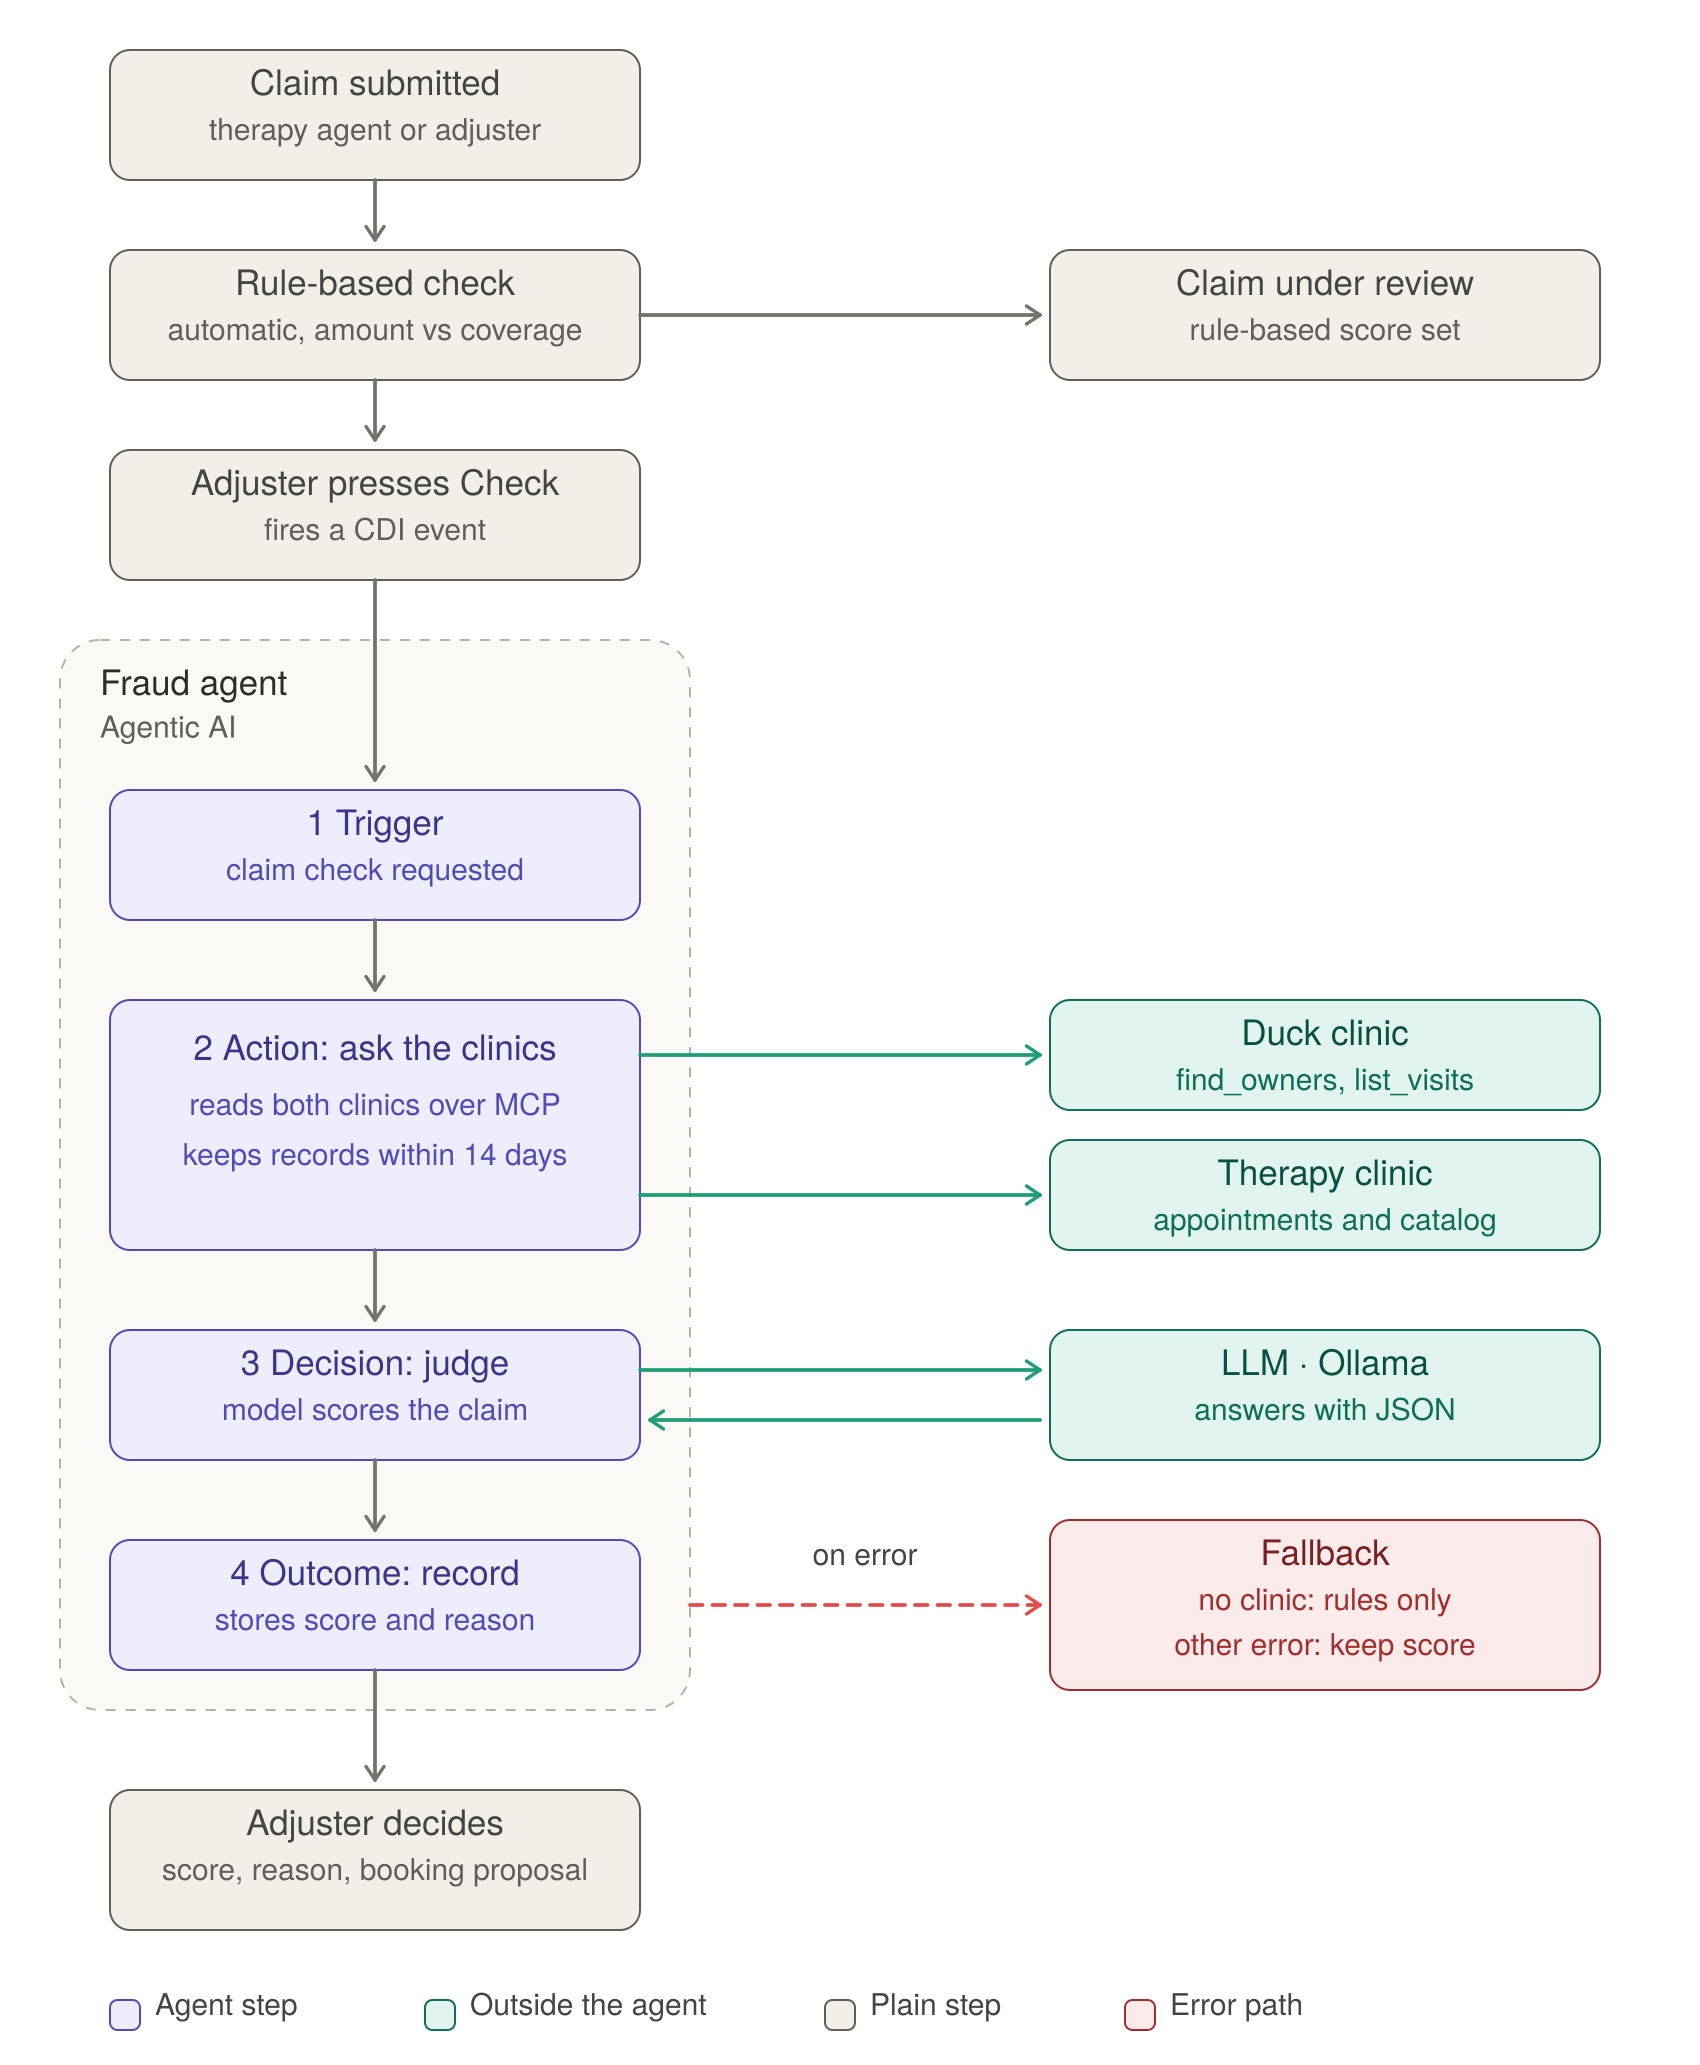 Claim submitted
therapy agent or adjuster
Rule-based check
automatic, amount vs coverage
Claim under review
rule-based score set
Adjuster presses Check
fires a CDI event
Fraud agent
Agentic AI
1 Trigger
claim check requested
2 Action: ask the clinics
reads both clinics over MCP
keeps records within 14 days
Duck clinic
find_owners, list_visits
Therapy clinic
appointments and catalog
3 Decision: judge
model scores the claim
LLM · Ollama
answers with JSON
4 Outcome: record
stores score and reason
on error
Fallback
no clinic: rules only
other error: keep score
Adjuster decides
score, reason, booking proposal
Agent step
Outside the agent
Plain step
Error path